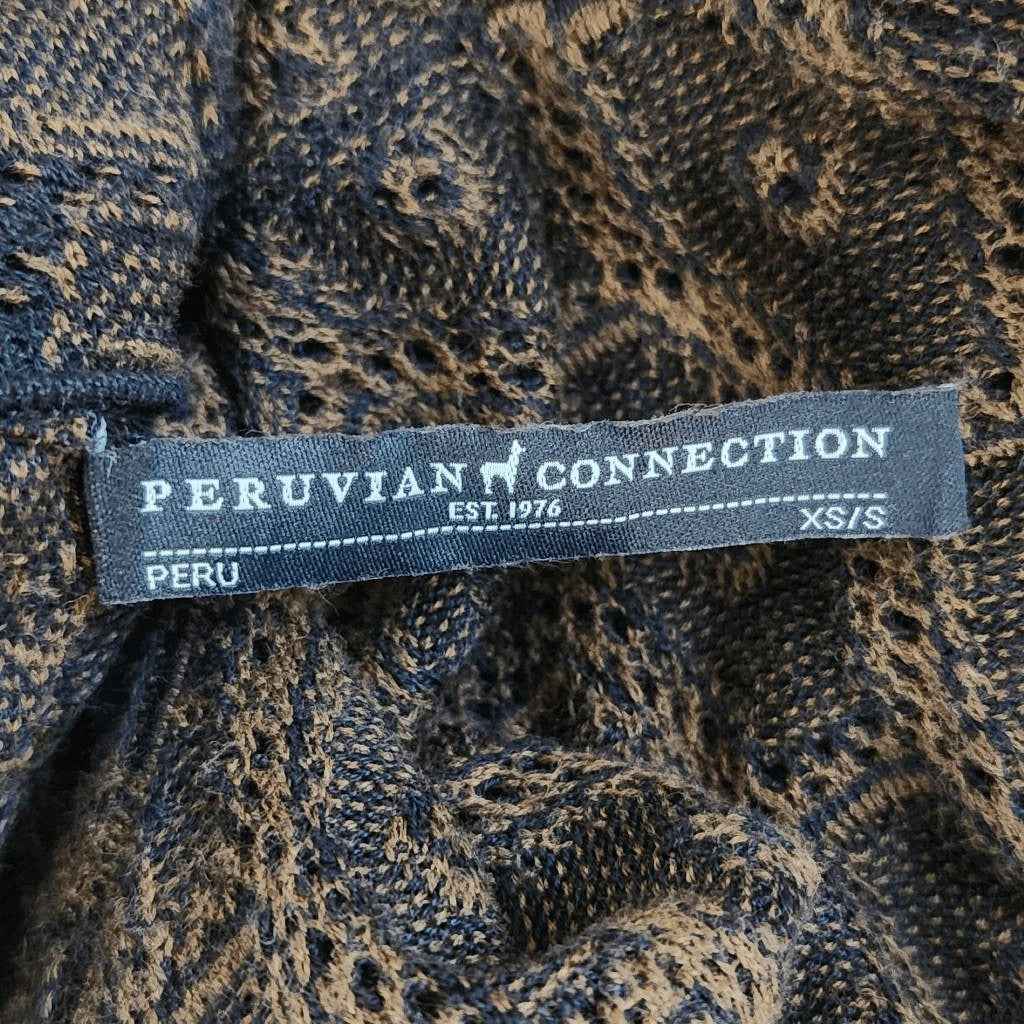 PERUVIAN CONNECTION
EST. 1976
XS/S
PERU